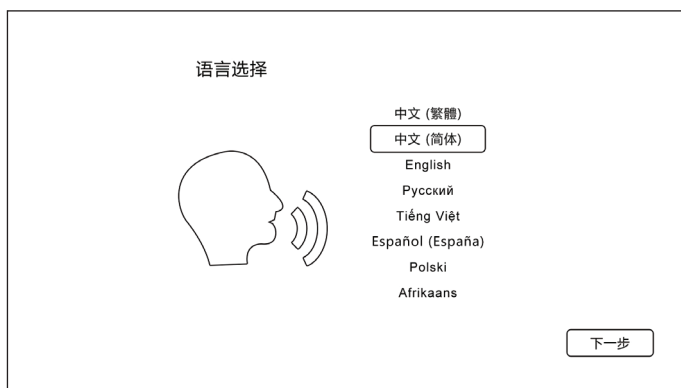 语言选择
中文 (繁體)
中文 (简体)
English
Русский
Tiếng Việt
Español (España)
Polski
Afrikaans
下一步